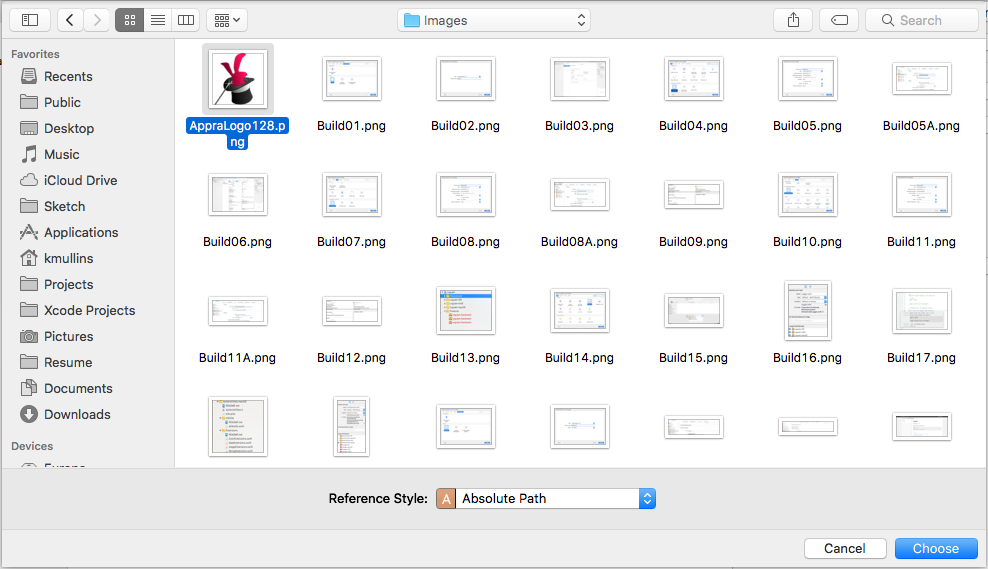 Images
Search
Favorites
Recents
Public
Desktop
Music
iCloud Drive
Sketch
Applications
kmullins
Projects
Xcode Projects
Pictures
Resume
Documents
Downloads
Devices
AppraLogo128.p
ng
Build01.png
Build02.png
Build03.png
Build04.png
Build05.png
Build05A.png
Build06.png
Build07.png
Build08.png
Build08A.png
Build09.png
Build10.png
Build11.png
Build11A.png
Build12.png
Build13.png
Build14.png
Build15.png
Build16.png
Build17.png
Reference Style:
A Absolute Path
Cancel
Choose